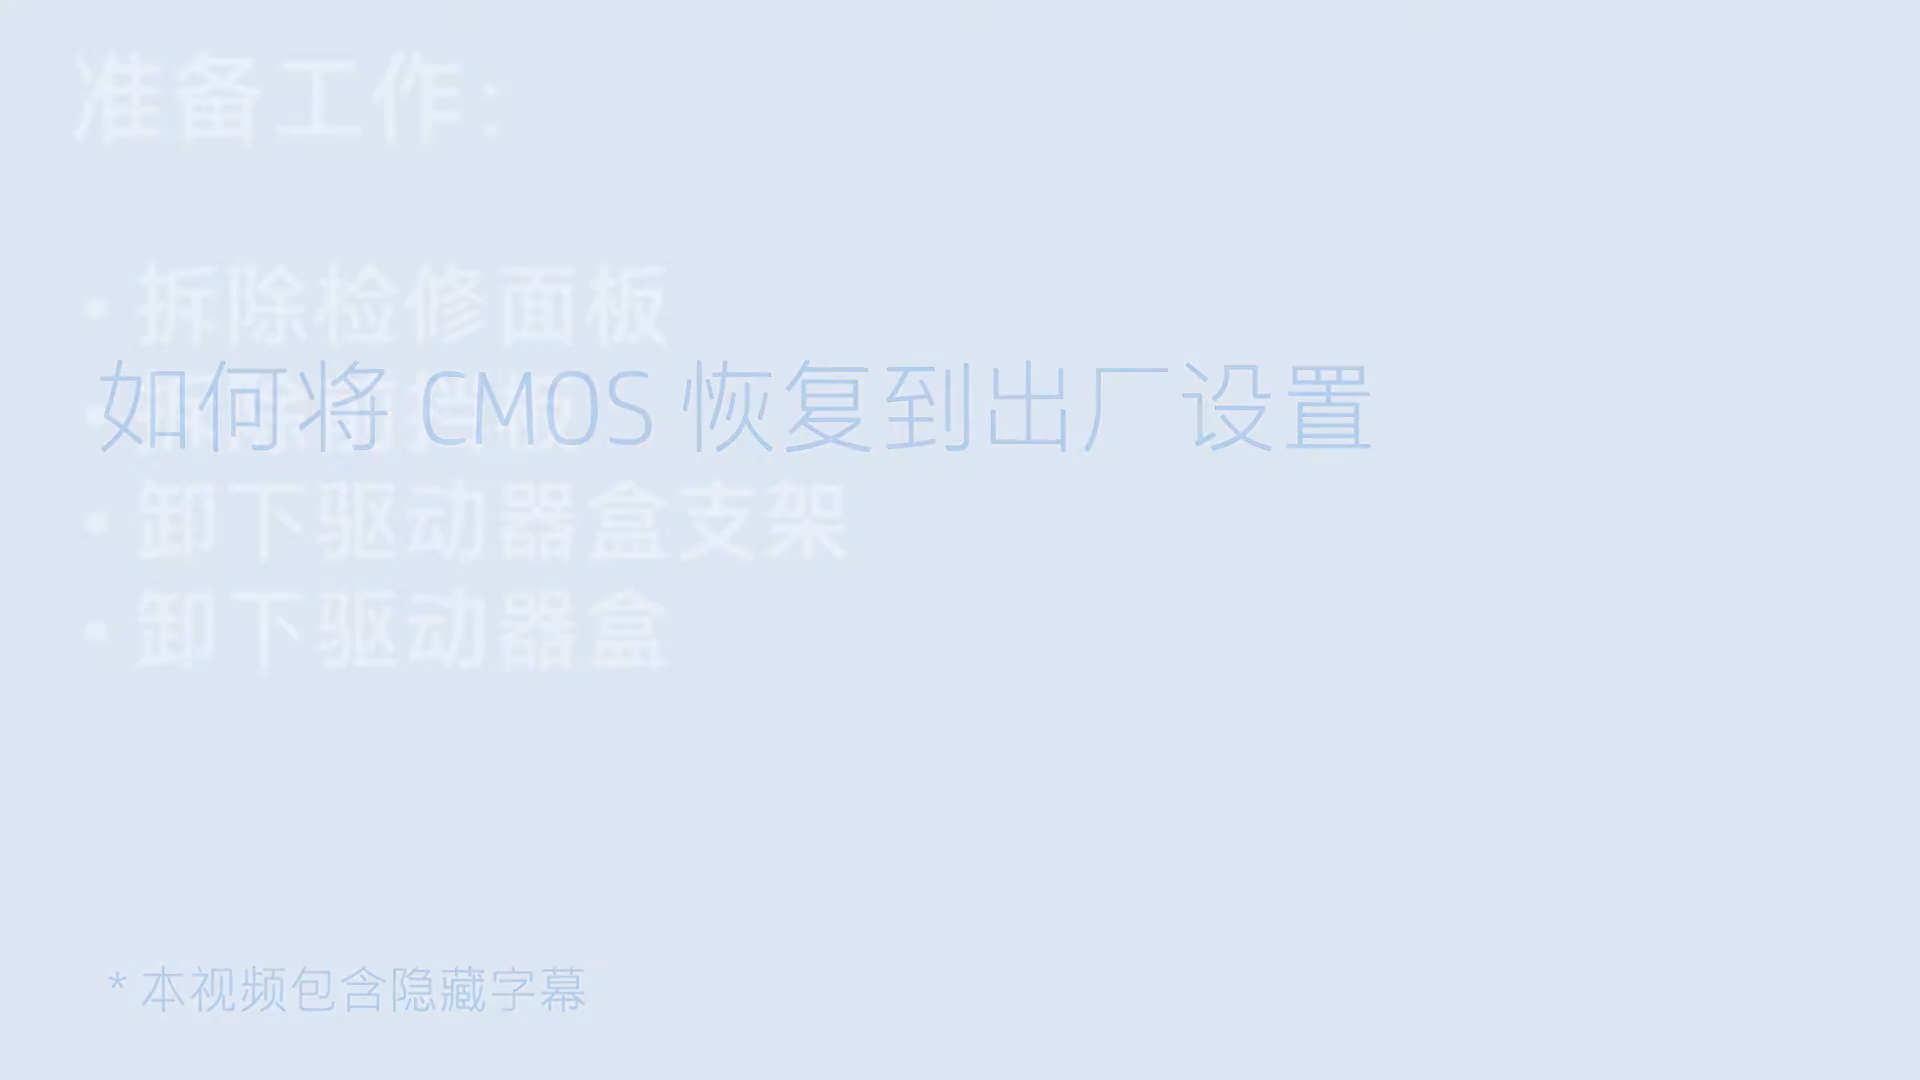 准备工作：
• 拆除检修面板
如何将 CMOS 恢复到出厂设置
• 卸下驱动器盒支架
• 卸下驱动器盒
* 本视频包含隐藏字幕